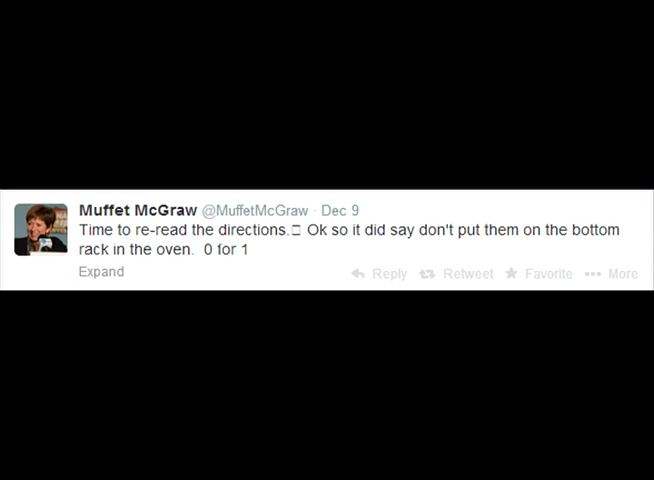 Muffet McGraw @MuffetMcGraw · Dec 9
Time to re-read the directions.□ Ok so it did say don't put them on the bottom
rack in the oven. 0 for 1
Expand Reply Retweet Favorite More